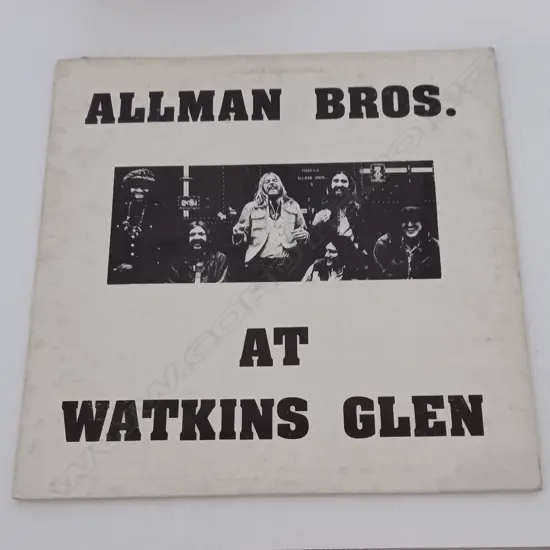 ALLMAN BROS.
AT
WATKINS GLEN